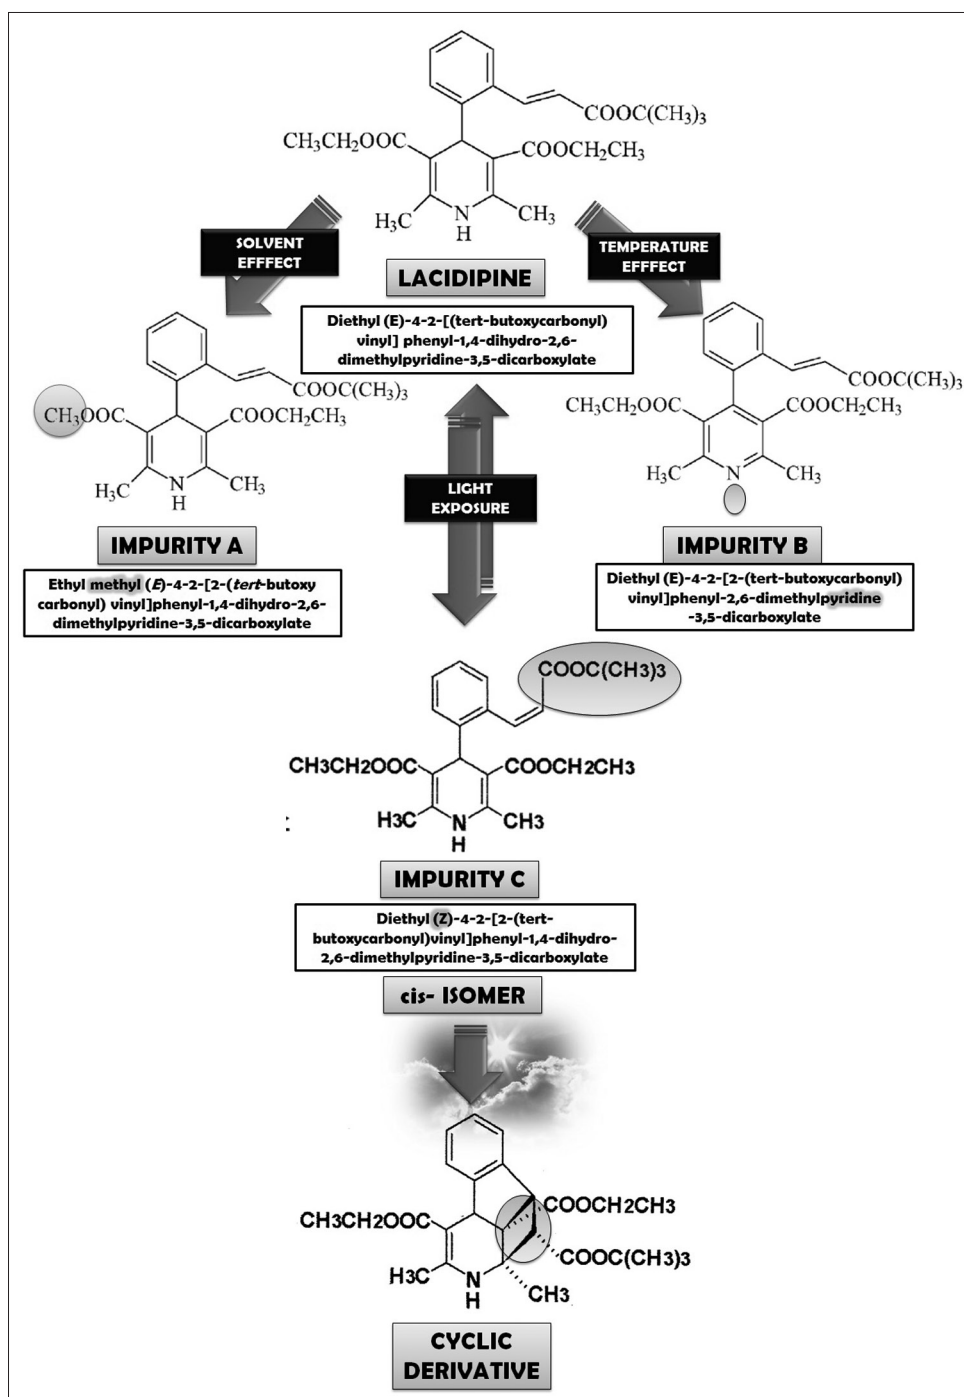 COOC(CH₃)₃
CH₃CH₂OOC
COOCH₂CH₃
H₃C
N
H
CH₃
SOLVENT
EFFFECT
LACIDIPINE
TEMPERATURE
EFFFECT
Diethyl (E)-4-2-[(tert-butoxycarbonyl)
vinyl] phenyl-1,4-dihydro-2,6-
dimethylpyridine-3,5-dicarboxylate
COOC(CH₃)₃
CH₃OOC
COOCH₂CH₃
H₃C
N
H
CH₃
COOC(CH₃)₃
CH₃CH₂OOC
COOCH₂CH₃
H₃C
N
CH₃
LIGHT
EXPOSURE
IMPURITY A
Ethyl methyl (E)-4-2-[2-(tert-butoxy
carbonyl) vinyl]phenyl-1,4-dihydro-2,6-
dimethylpyridine-3,5-dicarboxylate
IMPURITY B
Diethyl (E)-4-2-[2-(tert-butoxycarbonyl)
vinyl]phenyl-2,6-dimethylpyridine
-3,5-dicarboxylate
COOC(CH3)3
CH3CH2OOC
COOCH2CH3
H3C
N
H
CH3
:
IMPURITY C
Diethyl (Z)-4-2-[2-(tert-
butoxycarbonyl)vinyl]phenyl-1,4-dihydro-
2,6-dimethylpyridine-3,5-dicarboxylate
cis- ISOMER
COOCH2CH3
CH3CH2OOC
COOC(CH3)3
H3C
N
H
CH3
CYCLIC
DERIVATIVE